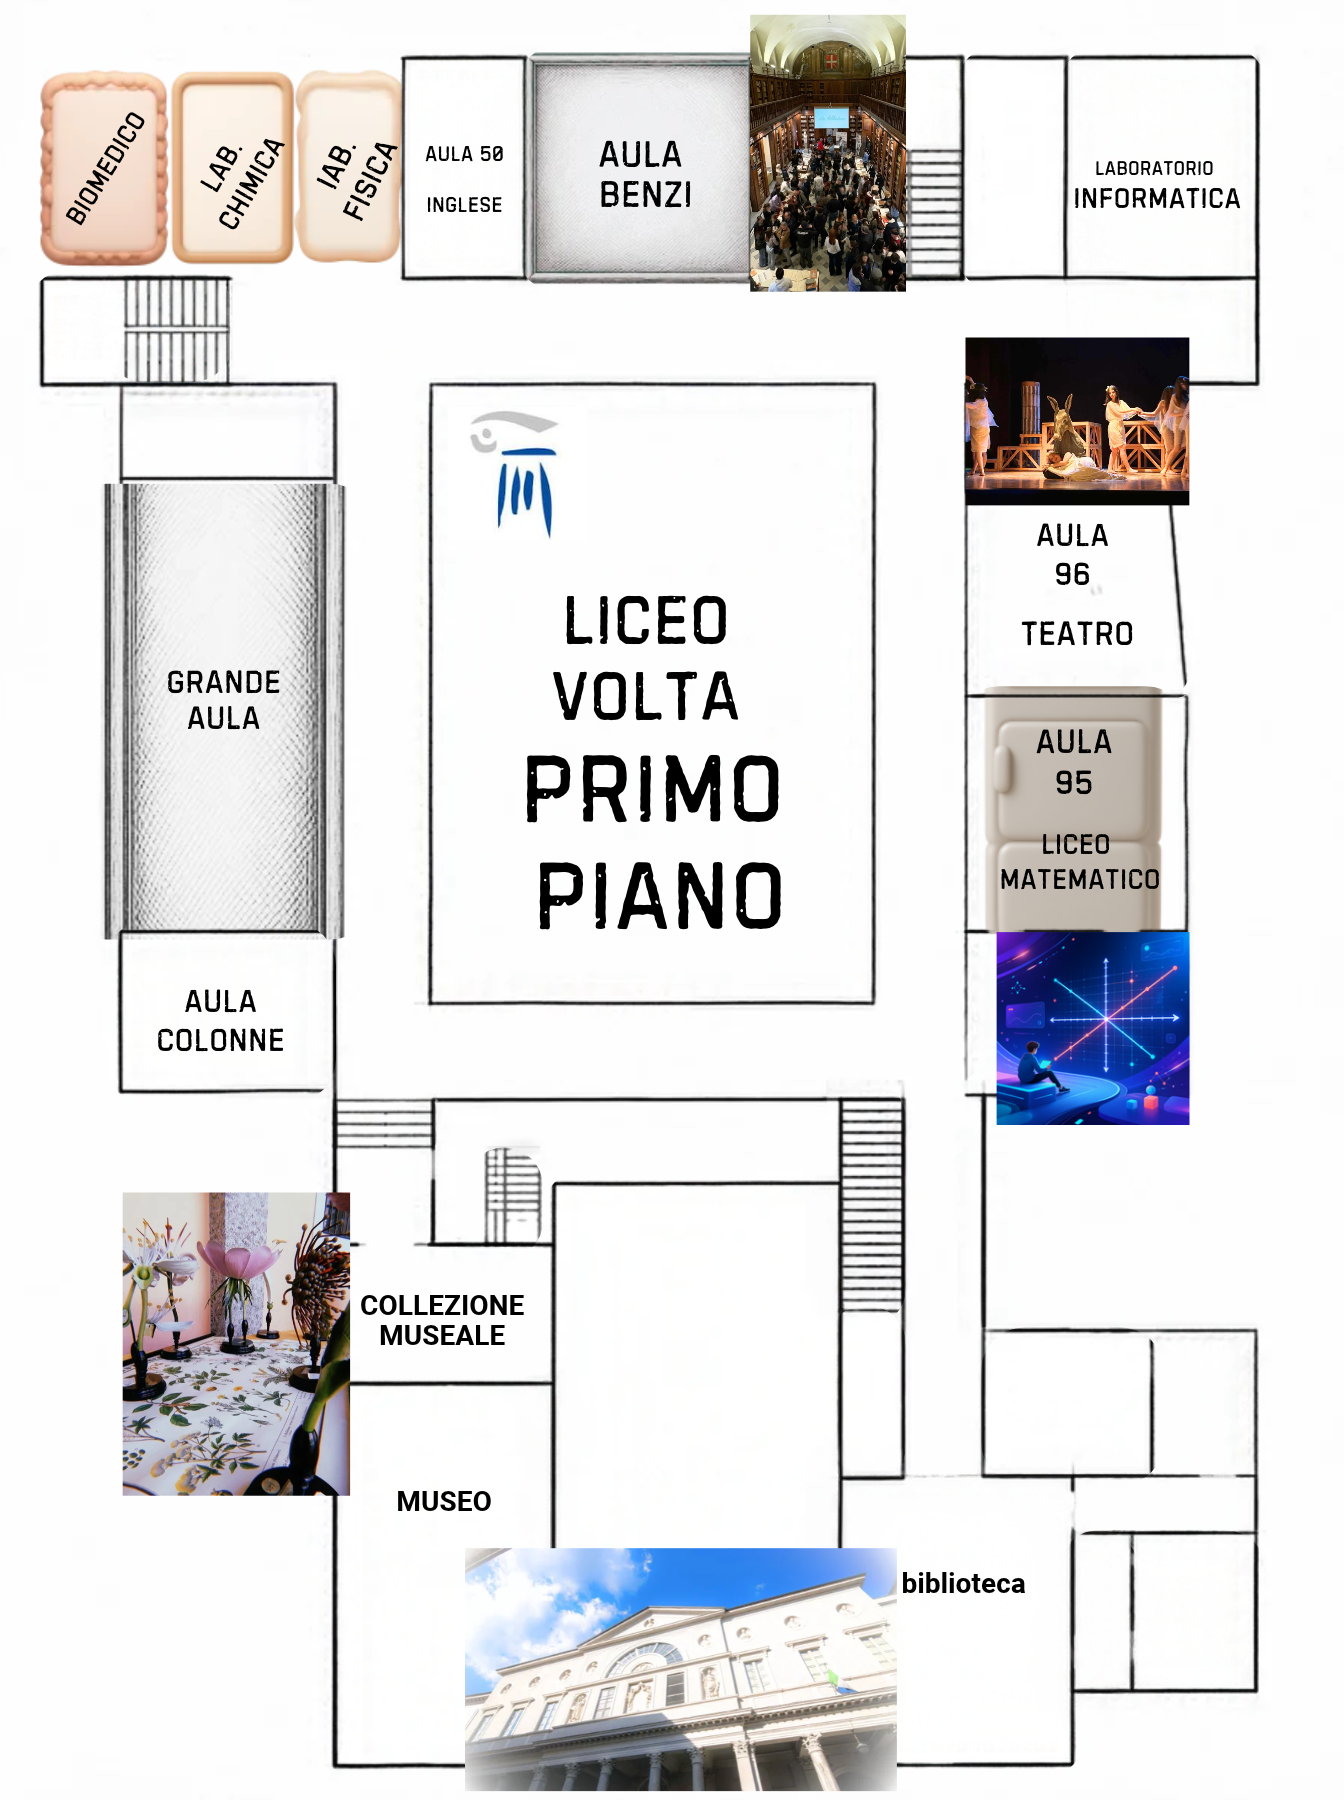 BIOMEDICO
LAB.
CHIMICA
lAB.
FISICA
AULA 50
INGLESE
AULA
BENZI
LABORATORIO
INFORMATICA
AULA
96
TEATRO
GRANDE
AULA
LICEO
VOLTA
PRIMO
PIANO
AULA
95
LICEO
MATEMATICO
AULA
COLONNE
COLLEZIONE
MUSEALE
MUSEO
biblioteca